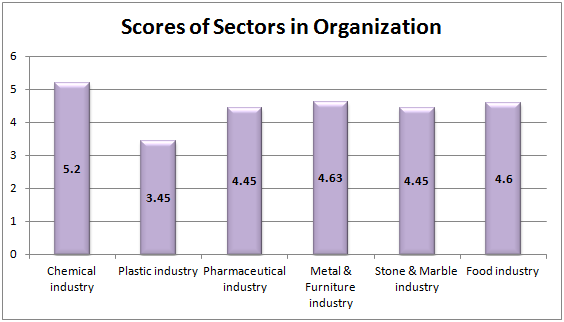 Scores of Sectors in Organization
6
5
4
3
2
1
0
5.2
3.45
4.45
4.63
4.45
4.6
Chemical
industry
Plastic industry
Pharmaceutical
industry
Metal &
Furniture
industry
Stone & Marble
industry
Food industry